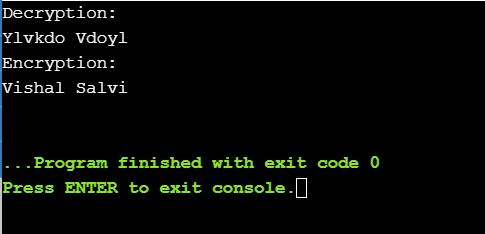 Decryption:
Ylvkdo Vdoyl
Encryption:
Vishal Salvi
...Program finished with exit code 0
Press ENTER to exit console.